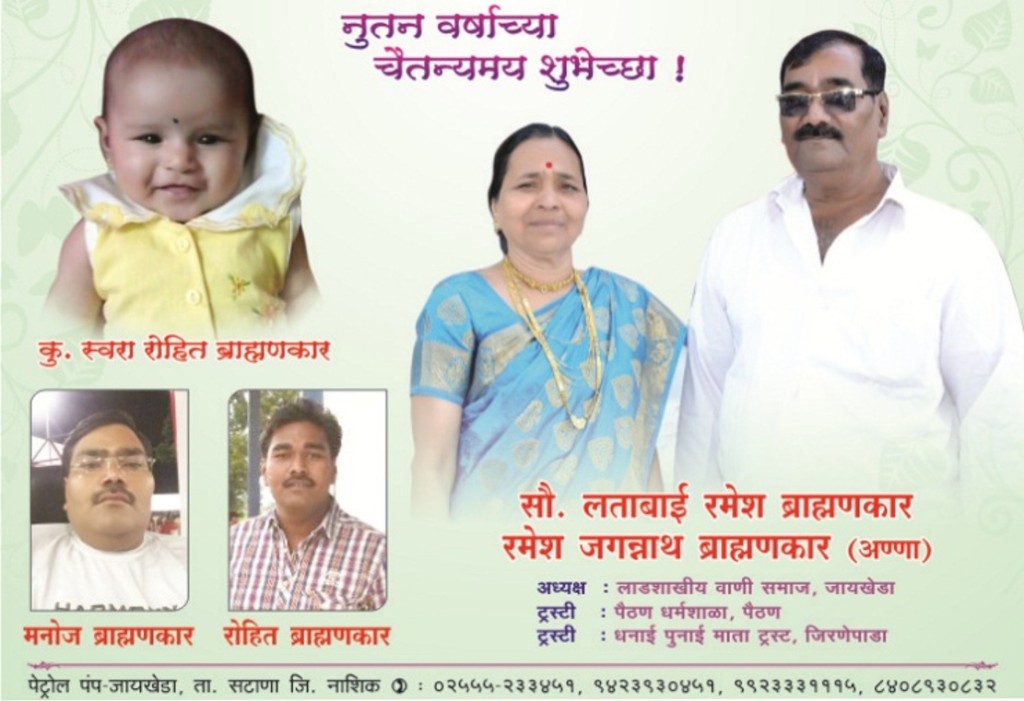 नुतन वर्षाच्या
चैतन्यमय शुभेच्छा !
कु. स्वरा रोहित ब्राह्मणकार
HARMONY
मनोज ब्राह्मणकार
रोहित ब्राह्मणकार
सौ. लताबाई रमेश ब्राह्मणकार
रमेश जगन्नाथ ब्राह्मणकार (अण्णा)
अध्यक्ष : लाडशाखीय वाणी समाज, जायखेडा
ट्रस्टी : पैठण धर्मशाळा, पैठण
ट्रस्टी : धनाई पुनाई माता ट्रस्ट, जिरणेपाडा
पेट्रोल पंप-जायखेडा, ता. सटाणा जि. नाशिक : ०२५५५-२३३४५१, ९४२३९३०४५१, ९९२३३३१११५, ८४०८९३०८३२